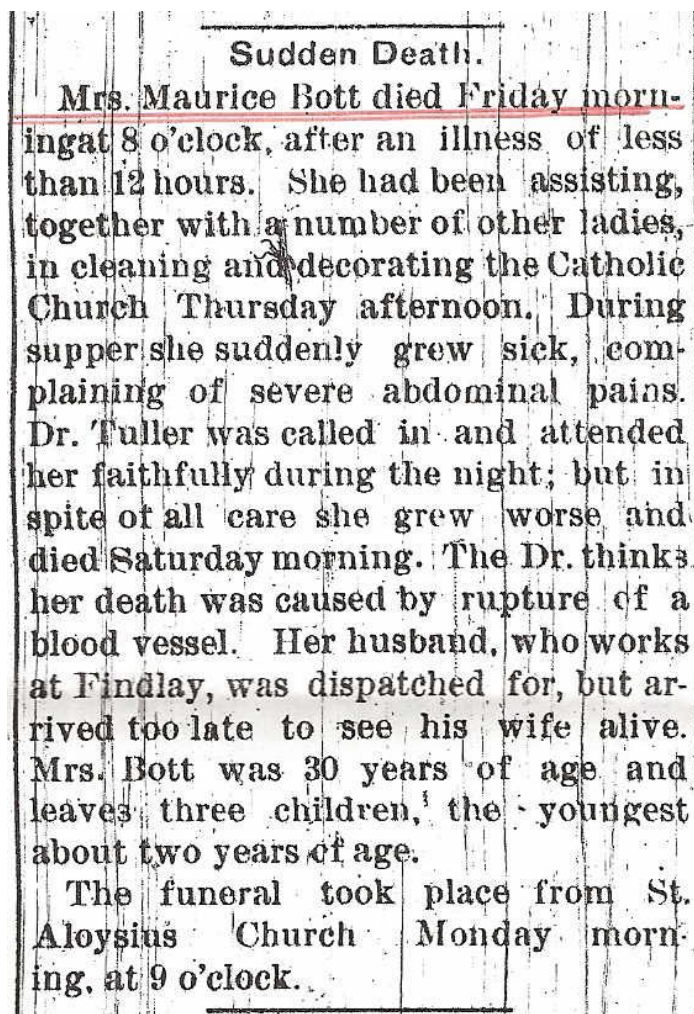 Sudden Death.
Mrs. Maurice Bott died Friday morn-
ingat 8 o'clock, after an illness of less
than 12 hours. She had been assisting,
together with a number of other ladies,
in cleaning and decorating the Catholic
Church Thursday afternoon. During
supper she suddenly grew sick, com-
plaining of severe abdominal pains.
Dr. Tuller was called in and attended
her faithfully during the night; but in
spite of all care she grew worse and
died Saturday morning. The Dr. thinks
her death was caused by rupture of a
blood vessel. Her husband, who works
at Findlay, was dispatched for, but ar-
rived too late to see his wife alive.
Mrs. Bott was 30 years of age and
leaves three children, the youngest
about two years of age.
The funeral took place from St.
Aloysius Church Monday morn-
ing, at 9 o'clock.